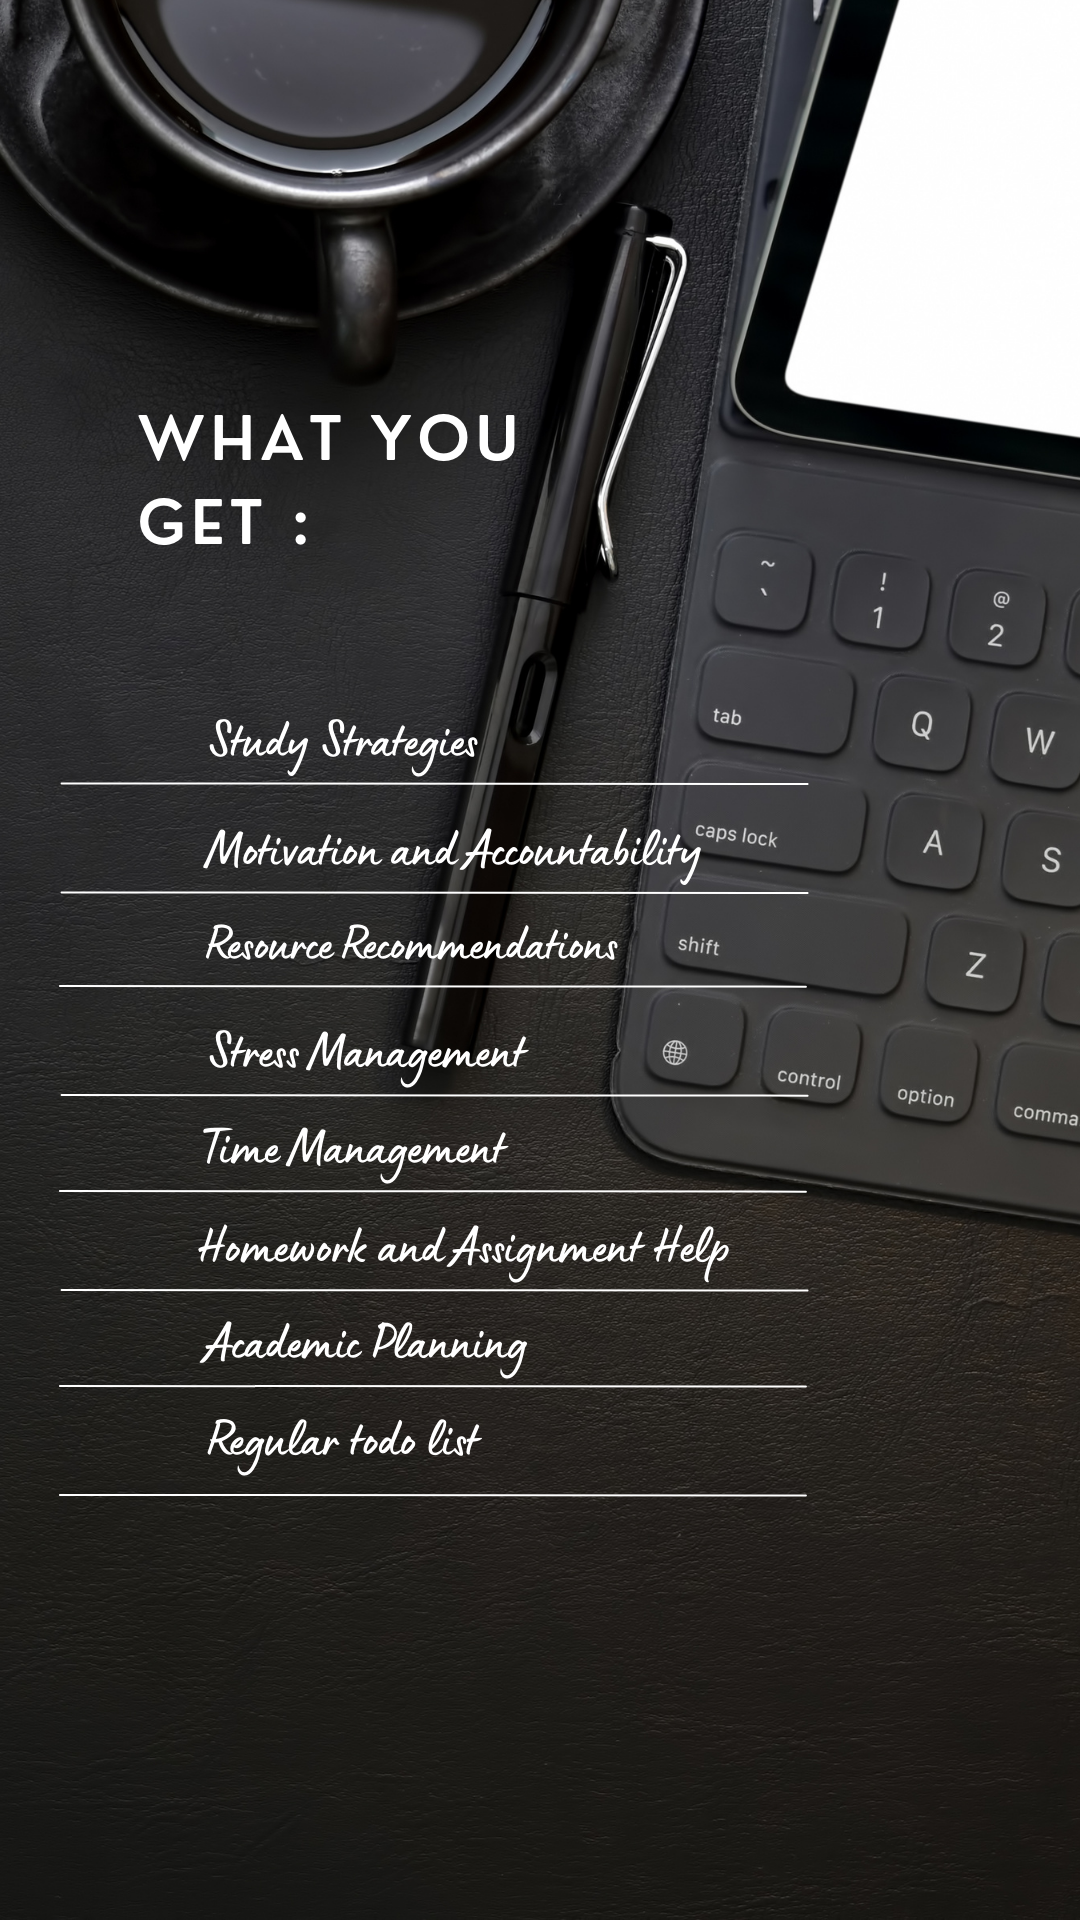 WHAT YOU
GET :
Study Strategies
Motivation and Accountability
Resource Recommendations
Stress Management
Time Management
Homework and Assignment Help
Academic Planning
Regular todo list
~
`
!
1
@
2
tab
Q
W
caps lock
A
S
shift
Z
control
option
comma